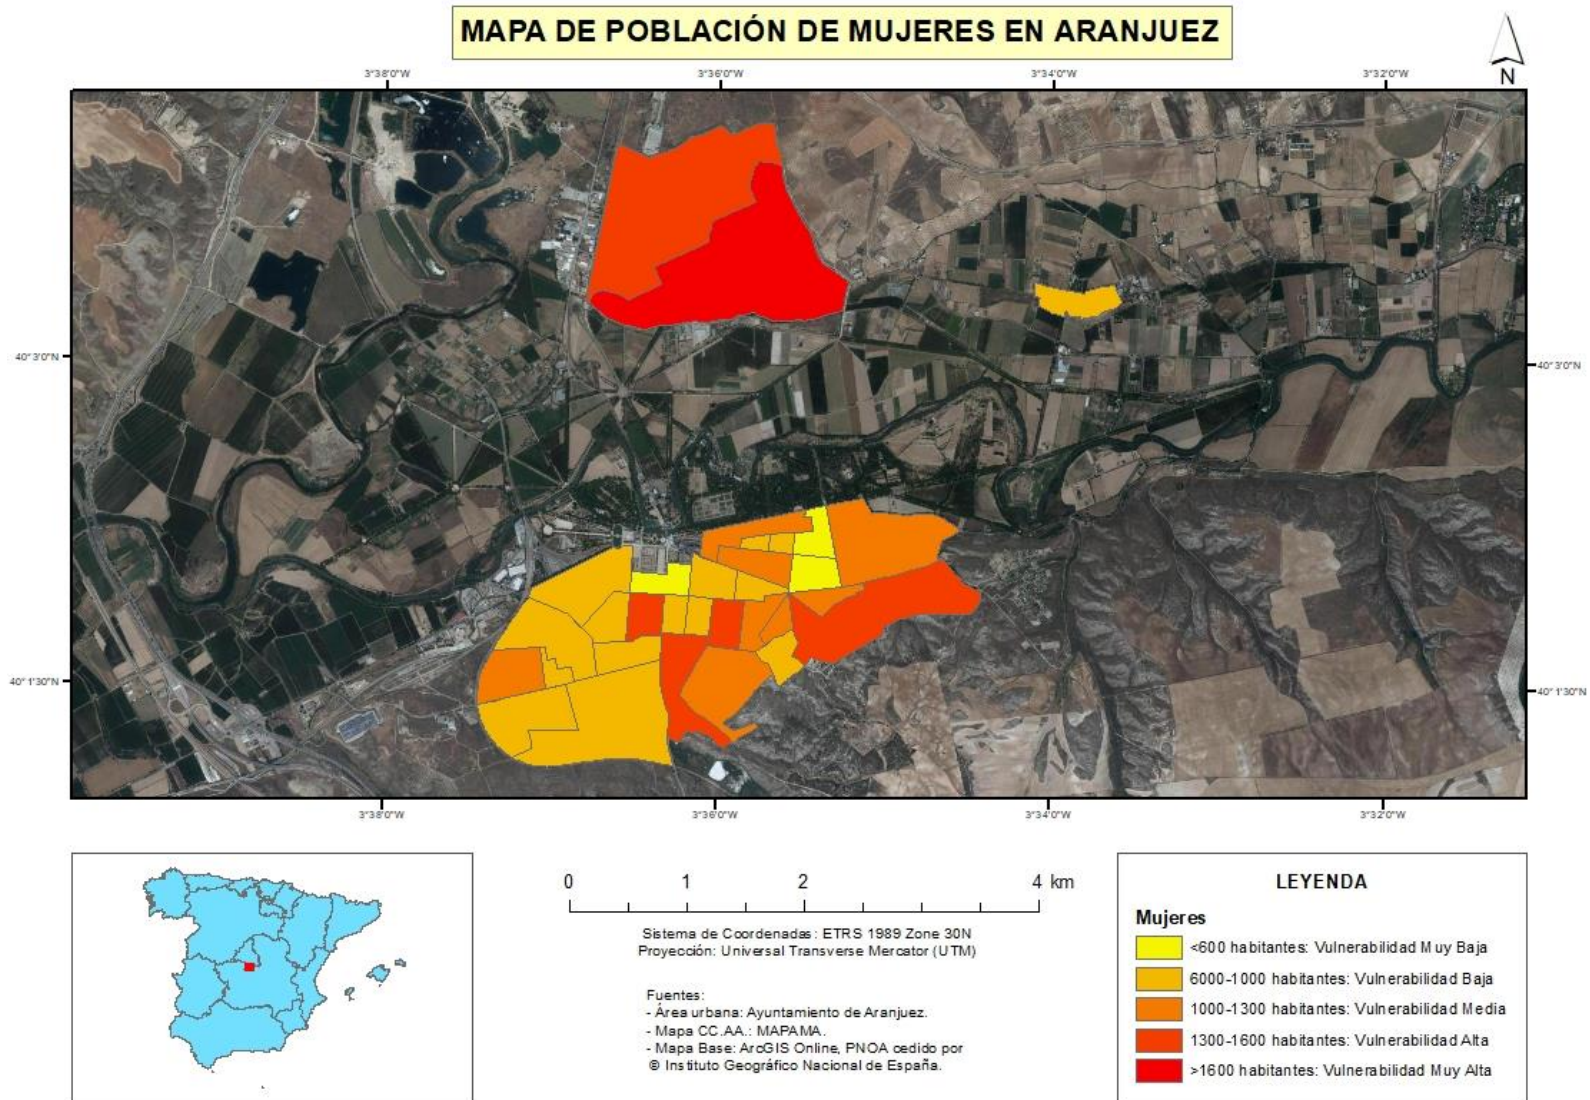 MAPA DE POBLACIÓN DE MUJERES EN ARANJUEZ
N
3°38'0"W
3°36'0"W
3°34'0"W
3°32'0"W
40°3'0"N
40°3'0"N
40°1'30"N
40°1'30"N
3°38'0"W
3°36'0"W
3°34'0"W
3°32'0"W
0 1 2 4 km
Sistema de Coordenadas: ETRS 1989 Zone 30N
Proyección: Universal Transverse Mercator (UTM)
Fuentes:
- Área urbana: Ayuntamiento de Aranjuez.
- Mapa CC.AA.: MAPAMA.
- Mapa Base: ArcGIS Online, PNOA cedido por
© Instituto Geográfico Nacional de España.
LEYENDA
Mujeres
<600 habitantes: Vulnerabilidad Muy Baja
6000-1000 habitantes: Vulnerabilidad Baja
1000-1300 habitantes: Vulnerabilidad Media
1300-1600 habitantes: Vulnerabilidad Alta
>1600 habitantes: Vulnerabilidad Muy Alta